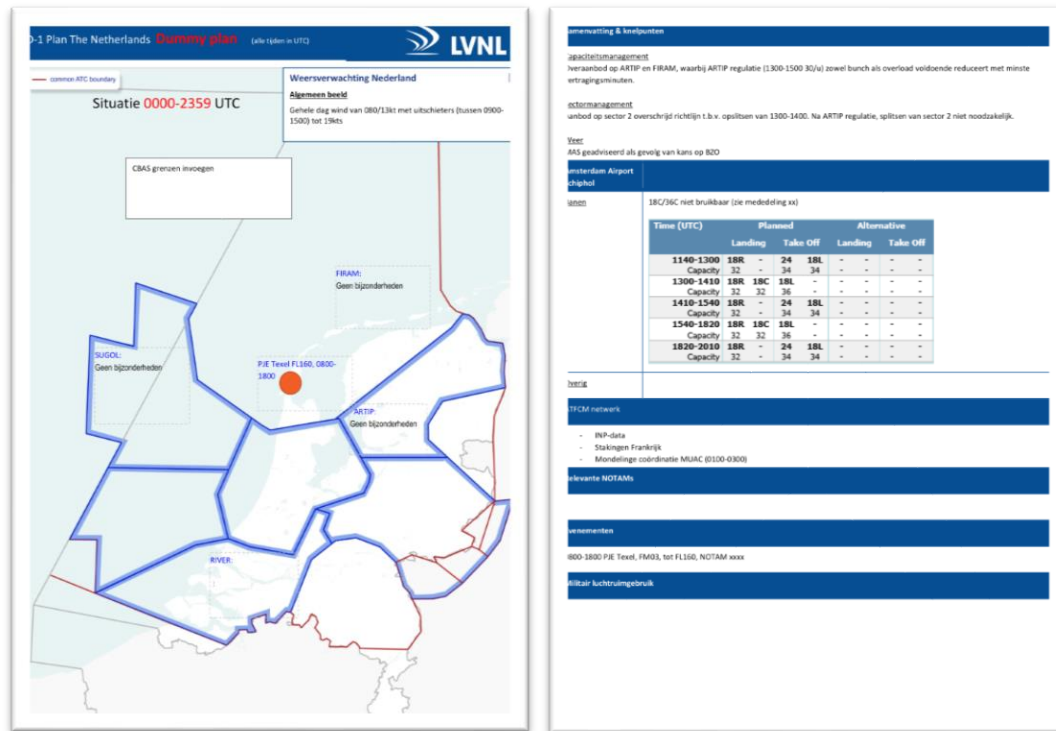 D-1 Plan The Netherlands Dummy plan (alle tijden in UTC)
LVNL
common ATC boundary
Situatie 0000-2359 UTC
Weersverwachting Nederland
Algemeen beeld
Gehele dag wind van 080/13kt met uitschieters (tussen 0900-
1500) tot 19kts
CBAS grenzen invoegen
FIRAM:
Geen bijzonderheden
SUGOL:
Geen bijzonderheden
PJE Texel FL160, 0800-
1800
ARTIP:
Geen bijzonderheden
RIVER:
amenvatting & knelpunten
apaciteitsmanagement
overaanbod op ARTIP en FIRAM, waarbij ARTIP regulatie (1300-1500 30/u) zowel bunch als overload voldoende reduceert met minste
ertragingsminuten.
ectormanagement
anbod op sector 2 overschrijd richtlijn t.b.v. opslitsen van 1300-1400. Na ARTIP regulatie, splitsen van sector 2 niet noodzakelijk.
Weer
MAS geadviseerd als gevolg van kans op BZO
msterdam Airport
chiphol
anen
18C/36C niet bruikbaar (zie mededeling xx)
Time (UTC) Planned Alternative
Landing Take Off Landing Take Off
1140-1300 18R - 24 18L - - - -
Capacity 32 - 34 34 - - - -
1300-1410 18R 18C 18L - - - - -
Capacity 32 32 36 - - - - -
1410-1540 18R - 24 18L - - - -
Capacity 32 - 34 34 - - - -
1540-1820 18R 18C 18L - - - - -
Capacity 32 32 36 - - - - -
1820-2010 18R - 24 18L - - - -
Capacity 32 - 34 34 - - - -
verig
TFCM netwerk
- INP-data
- Stakingen Frankrijk
- Mondelinge coördinatie MUAC (0100-0300)
elevante NOTAMs
venementen
0800-1800 PJE Texel, FM03, tot FL160, NOTAM xxxx
Militair luchtruimgebruik